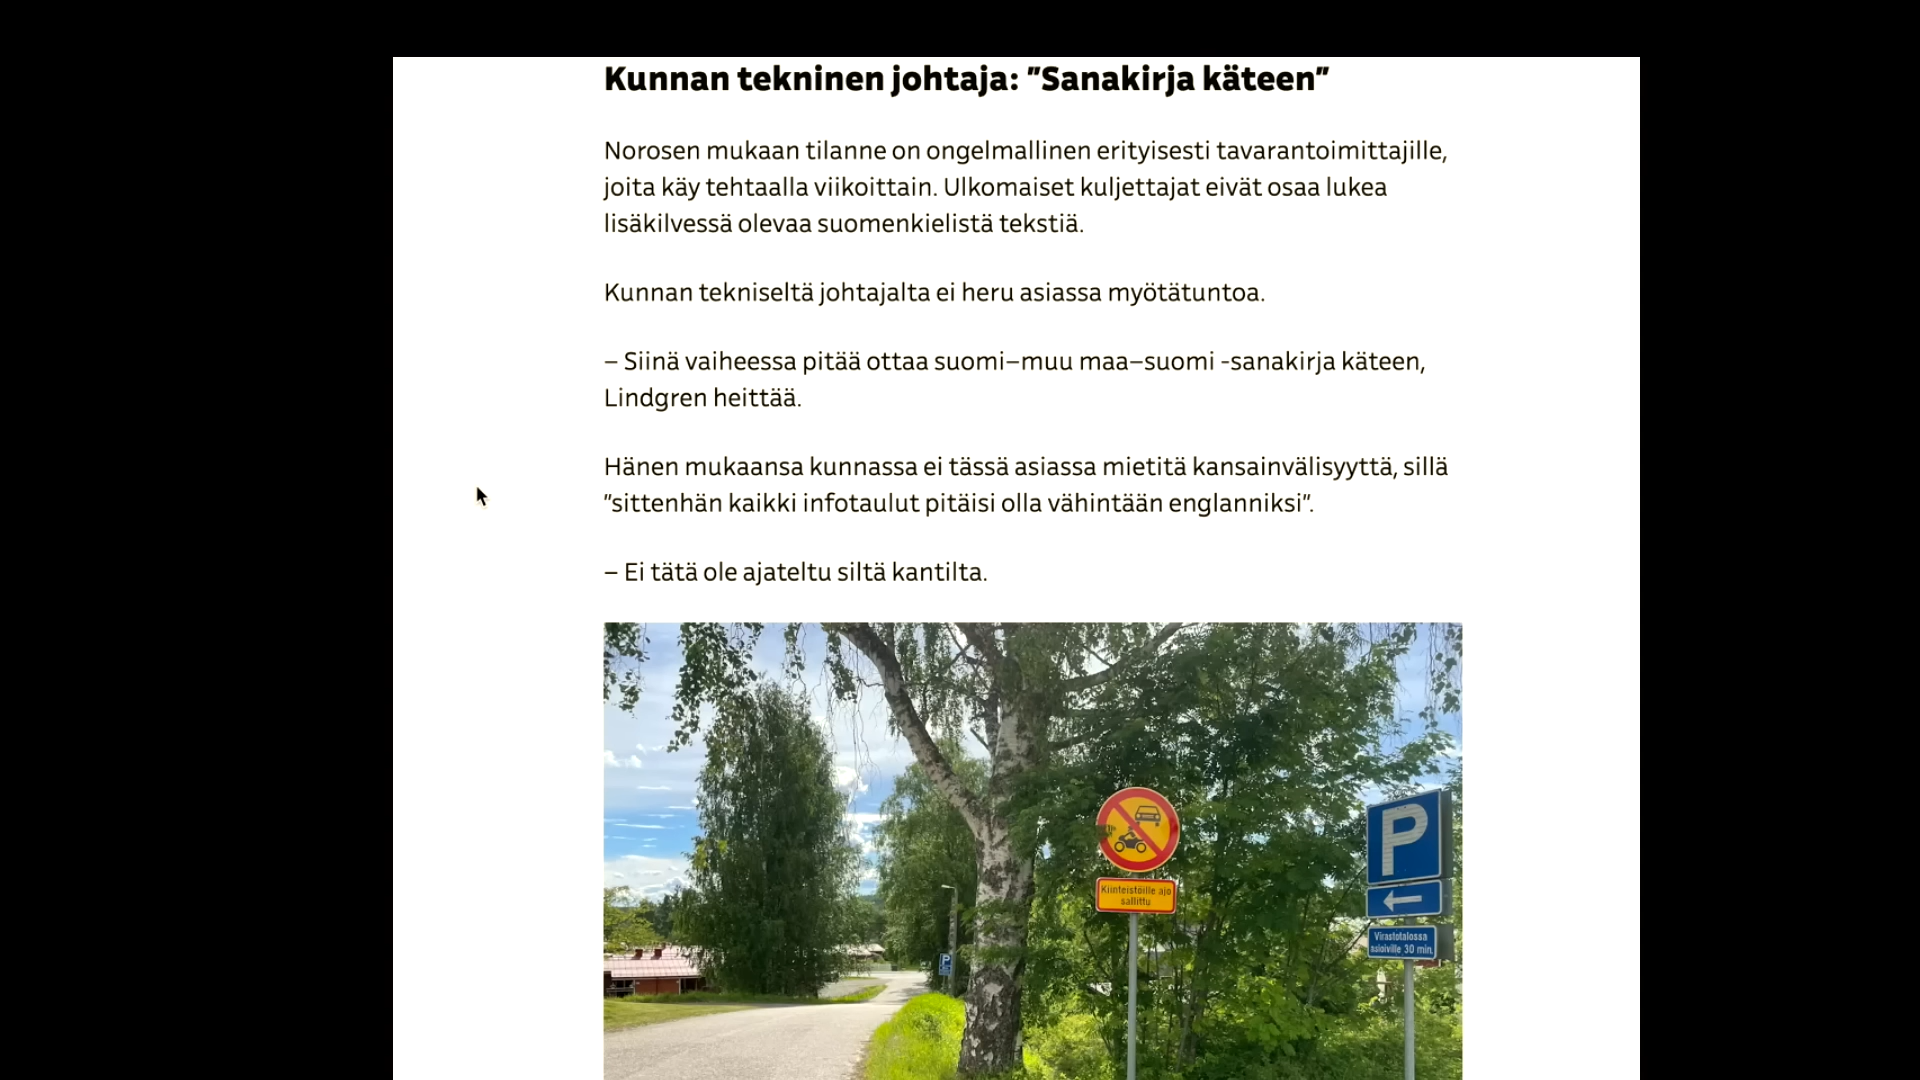 Kunnan tekninen johtaja: ”Sanakirja käteen”
Norosen mukaan tilanne on ongelmallinen erityisesti tavarantoimittajille,
joita käy tehtaalla viikoittain. Ulkomaiset kuljettajat eivät osaa lukea
lisäkilvessä olevaa suomenkielistä tekstiä.
Kunnan tekniseltä johtajalta ei heru asiassa myötätuntoa.
– Siinä vaiheessa pitää ottaa suomi–muu maa–suomi -sanakirja käteen,
Lindgren heittää.
Hänen mukaansa kunnassa ei tässä asiassa mietitä kansainvälisyyttä, sillä
”sittenhän kaikki infotaulut pitäisi olla vähintään englanniksi”.
– Ei tätä ole ajateltu siltä kantilta.
P
Kiinteistöille ajo
sallittu
Virastotalossa
asioiville 30 min.
P